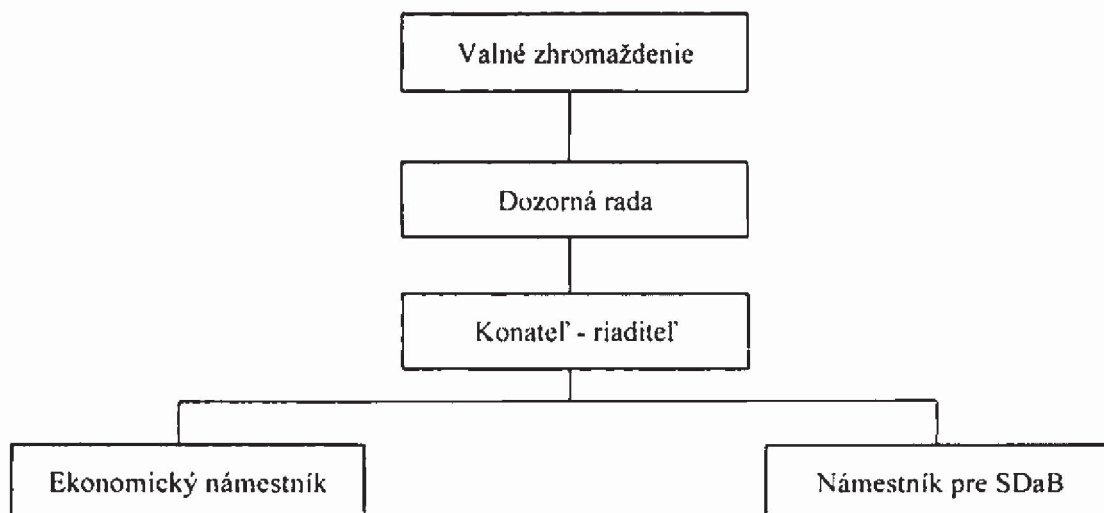 Valné zhromaždenie
Dozorná rada
Konateľ - riaditeľ
Ekonomický námestník
Námestník pre SDaB